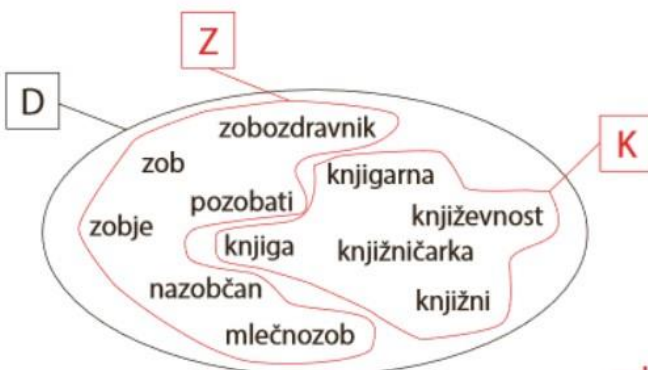 Z
D
zobozdravnik
K
zob
knjigarna
pozobati
književnost
zobje
knjiga
knjižničarka
nazobčan
knjižni
mlečnozob